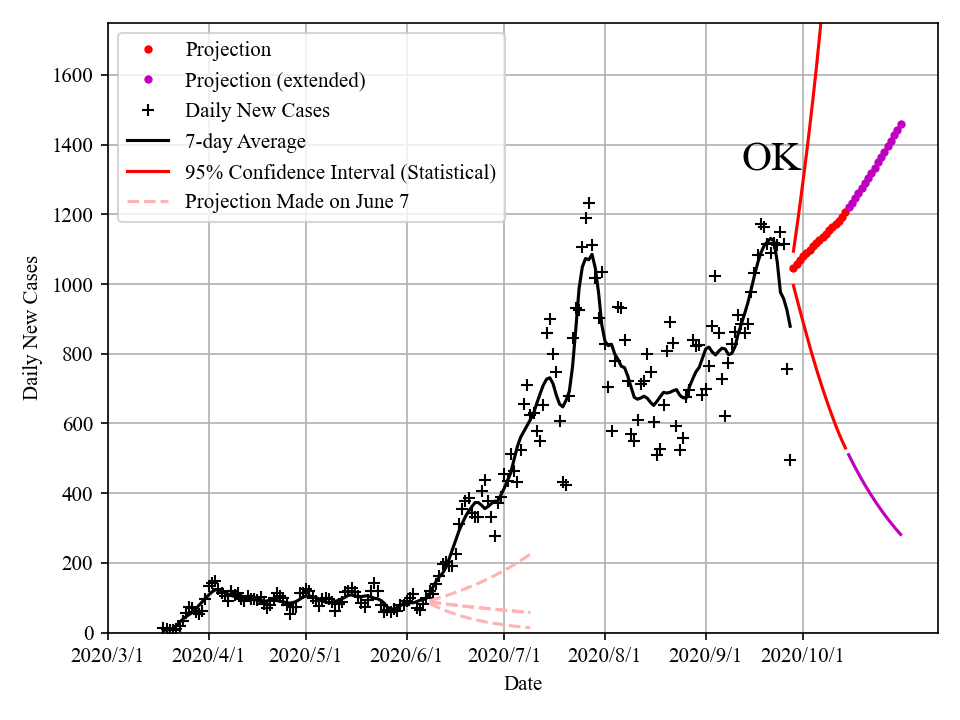 Projection
Projection (extended)
Daily New Cases
7-day Average
95% Confidence Interval (Statistical)
Projection Made on June 7
OK
1600
1400
1200
1000
800
600
400
200
0
Daily New Cases
2020/3/1 2020/4/1 2020/5/1 2020/6/1 2020/7/1 2020/8/1 2020/9/1 2020/10/1
Date